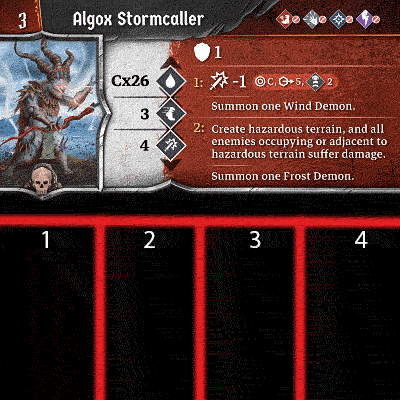 3 Algox Stormcaller
1
Cx26
1: -1 C, 5, 2
Summon one Wind Demon.
3
2: Create hazardous terrain, and all
enemies occupying or adjacent to
hazardous terrain suffer damage.
4
Summon one Frost Demon.
1 2 3 4